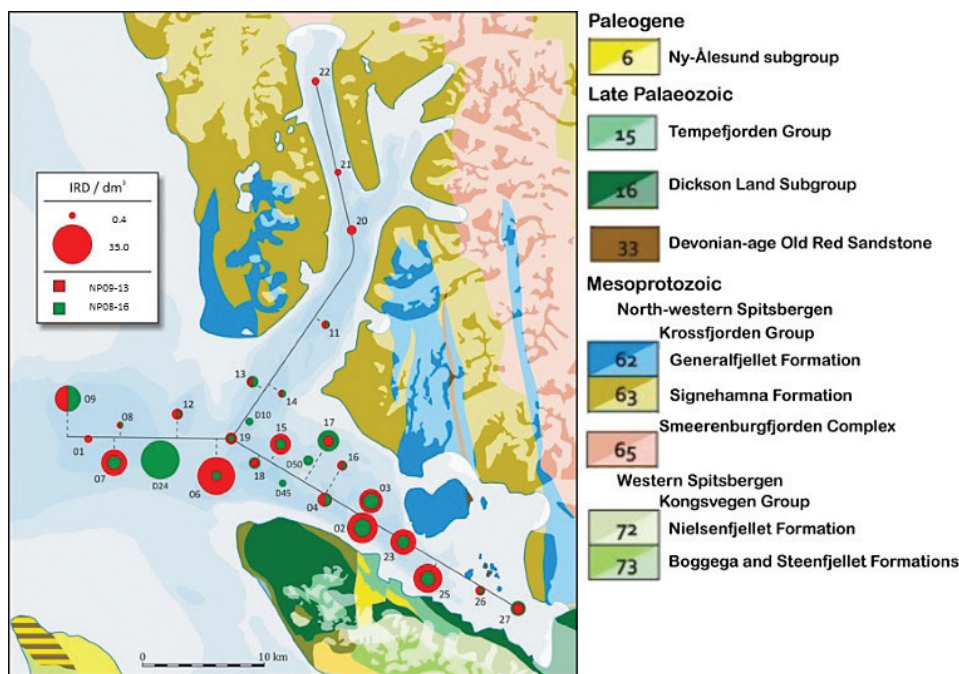 22
21
20
IRD / dm³
0.4
35.0
NP09-13
NP08-16
11
13
14
09
08
12
D10
17
15
19
01
07
D24
06
18
D50
16
D45
03
04
02
23
25
26
27
0 10 km
Paleogene
6 Ny-Ålesund subgroup
Late Palaeozoic
15 Tempefjorden Group
16 Dickson Land Subgroup
33 Devonian-age Old Red Sandstone
Mesoprotozoic
North-western Spitsbergen
Krossfjorden Group
62 Generalfjellet Formation
63 Signehamna Formation
Smeerenburgfjorden Complex
65
Western Spitsbergen
Kongsvegen Group
72 Nielsenfjellet Formation
73 Boggega and Steenfjellet Formations